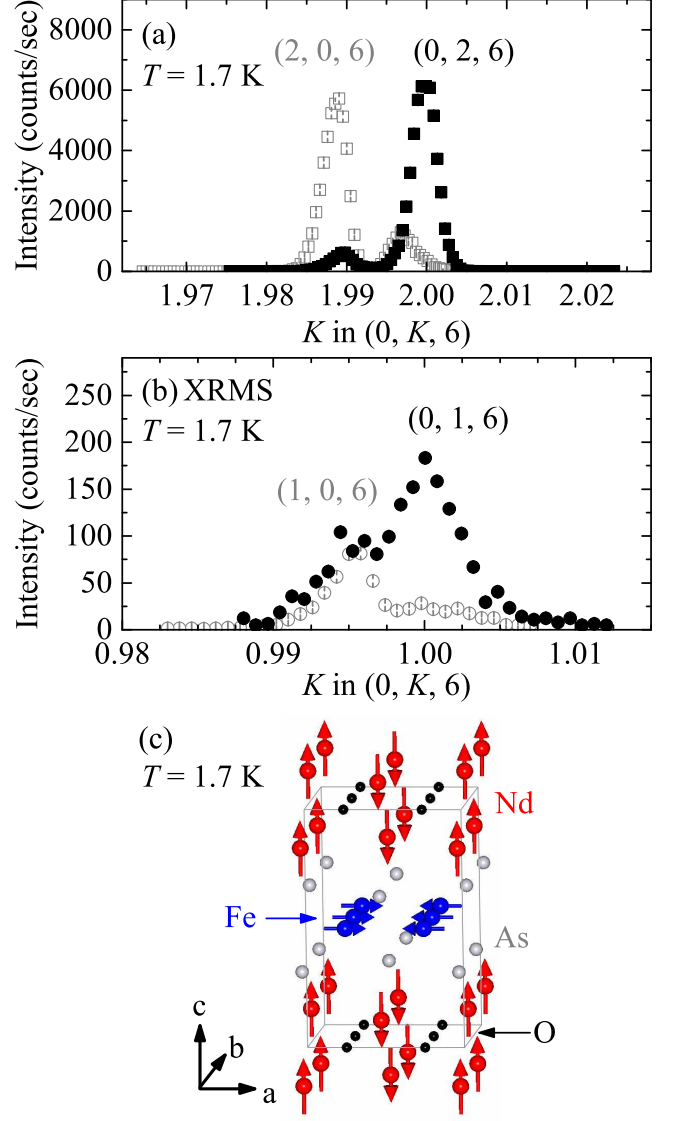 (a)
(2, 0, 6)
(0, 2, 6)
T = 1.7 K
Intensity (counts/sec)
8000
6000
4000
2000
0
1.97
1.98
1.99
2.00
2.01
2.02
K in (0, K, 6)
(b) XRMS
T = 1.7 K
(0, 1, 6)
(1, 0, 6)
Intensity (counts/sec)
250
200
150
100
50
0
0.98
0.99
1.00
1.01
K in (0, K, 6)
(c)
T = 1.7 K
Nd
Fe
As
O
c
b
a